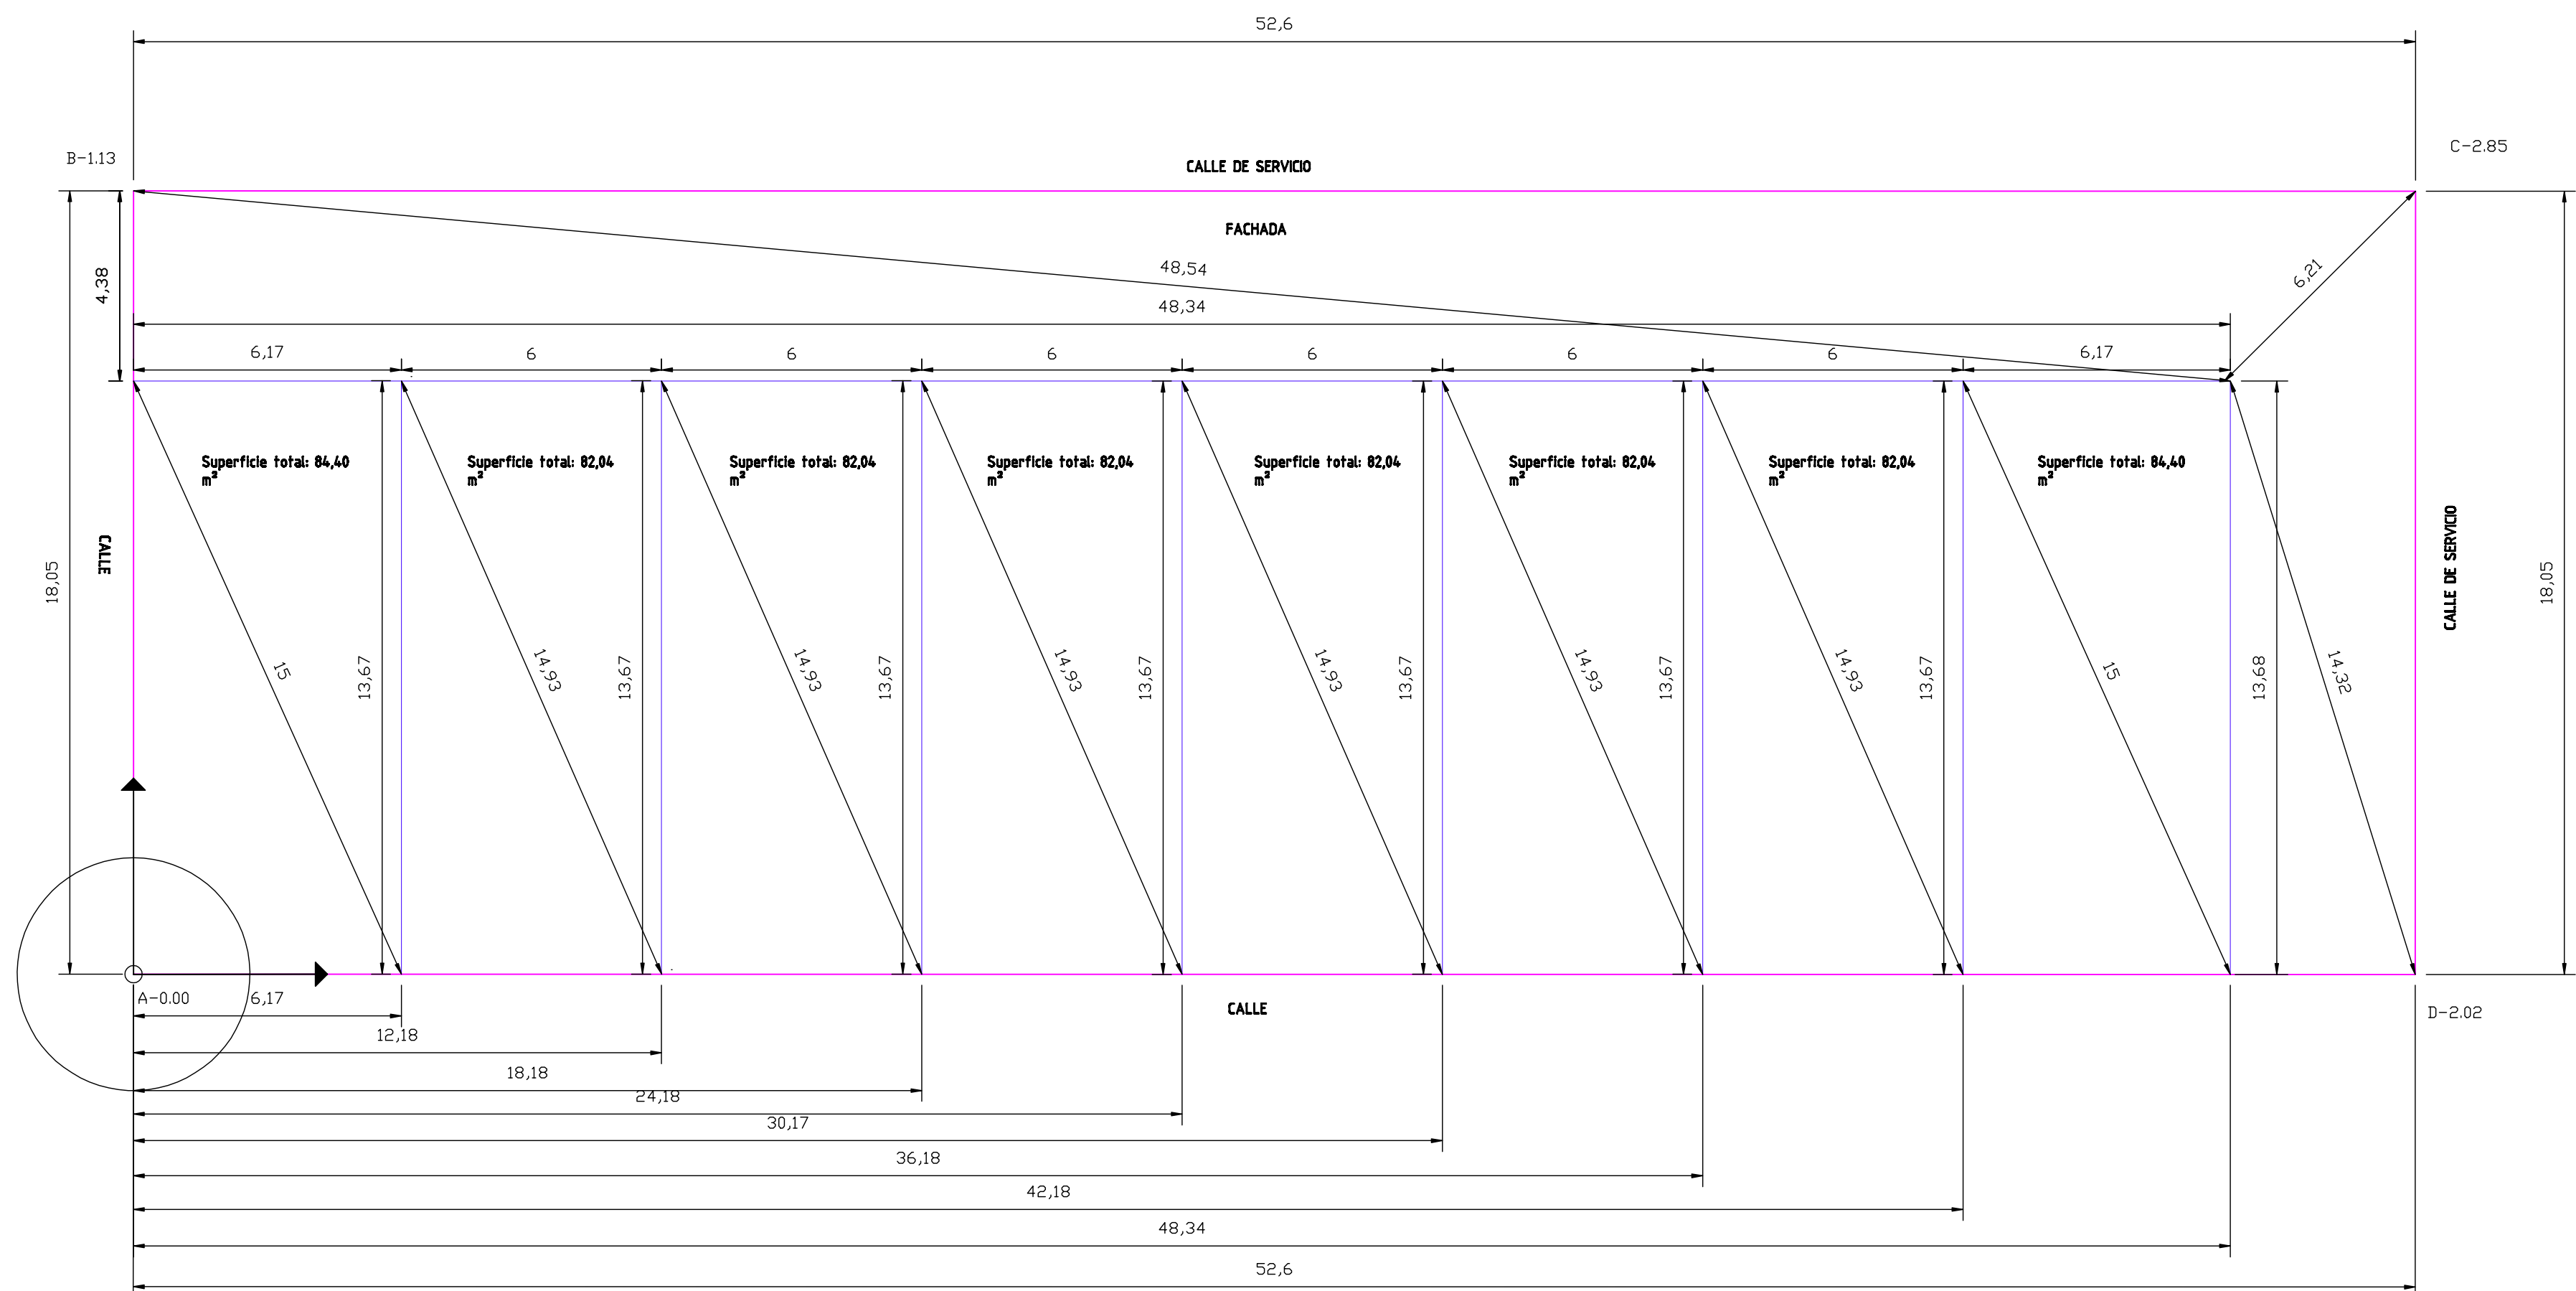 52,6
B-1.13
C-2.85
CALLE DE SERVICIO
FACHADA
4,38
48,54
6,21
48,34
6,17
6
6
6
6
6
6
6,17
Superficie total: 84,40
m²
Superficie total: 82,04
m²
Superficie total: 82,04
m²
Superficie total: 82,04
m²
Superficie total: 82,04
m²
Superficie total: 82,04
m²
Superficie total: 82,04
m²
Superficie total: 84,40
m²
18,05
CALLE
15
13,67
14,93
13,67
14,93
13,67
14,93
13,67
14,93
13,67
14,93
13,67
14,93
13,67
15
13,68
14,32
CALLE DE SERVICIO
18,05
A-0.00
6,17
CALLE
D-2.02
12,18
18,18
24,18
30,17
36,18
42,18
48,34
52,6